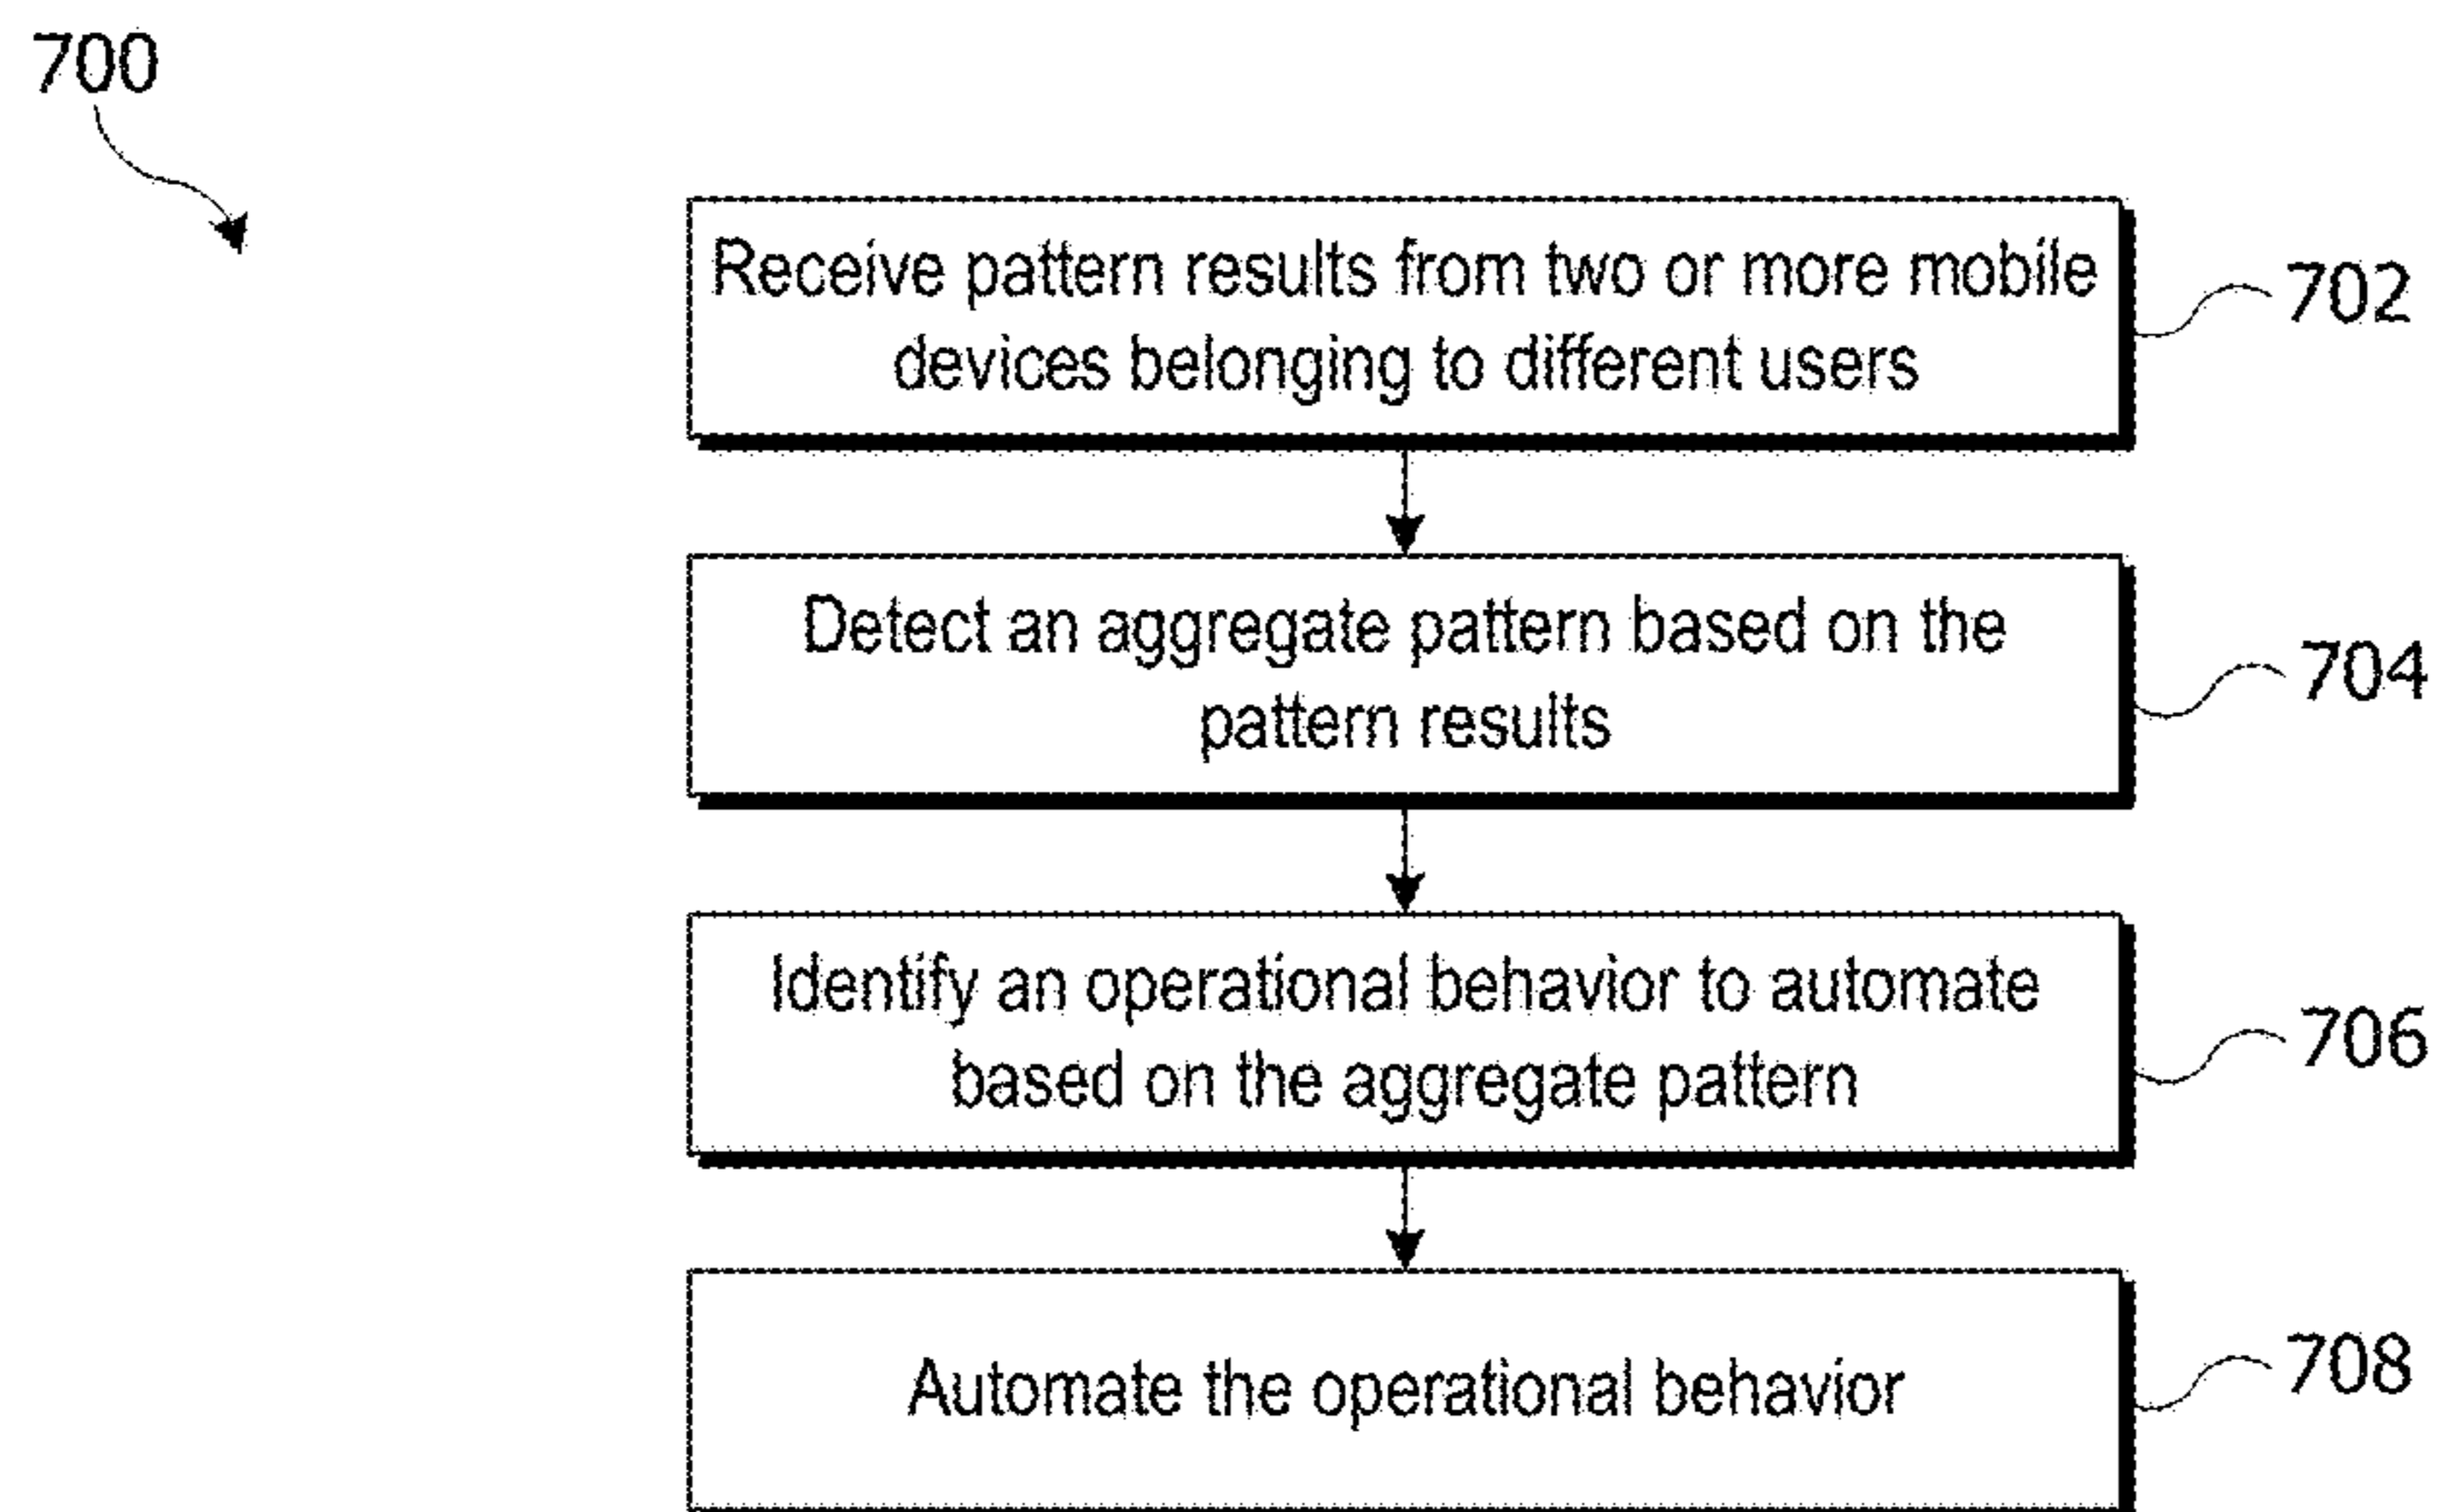 700
Receive pattern results from two or more mobile
devices belonging to different users
702
Detect an aggregate pattern based on the
pattern results
704
Identify an operational behavior to automate
based on the aggregate pattern
706
Automate the operational behavior
708